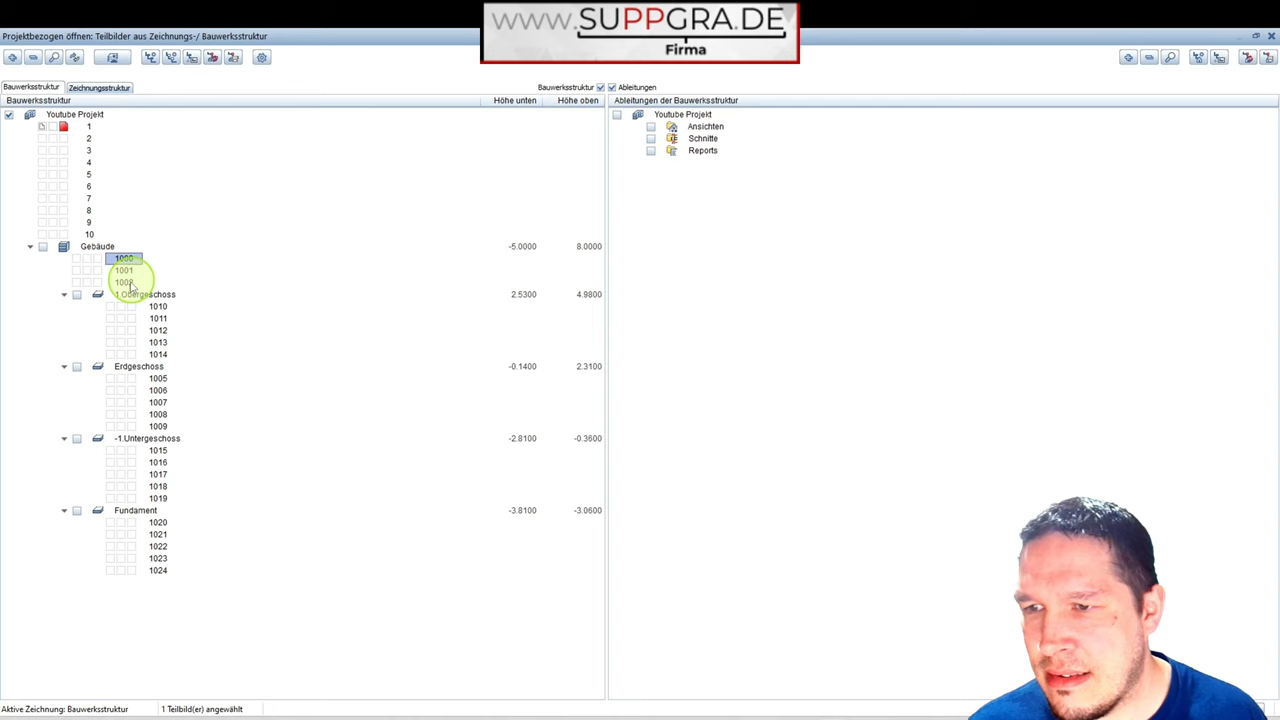 www.SUPPGRA.DE
Firma
Projektbezogen öffnen: Teilbilder aus Zeichnungs-/ Bauwerksstruktur
Bauwerksstruktur Zeichnungsstruktur Bauwerksstruktur Ableitungen
Bauwerksstruktur Höhe unten Höhe oben Ableitungen der Bauwerksstruktur
Youtube Projekt Youtube Projekt
1 Ansichten
2 Schnitte
3 Reports
4
5
6
7
8
9
10
Gebäude -5.0000 8.0000
1000
1001
1.Obergeschoss 2.5300 4.9800
1010
1011
1012
1013
1014
Erdgeschoss -0.1400 2.3100
1005
1006
1007
1008
1009
-1.Untergeschoss -2.8100 -0.3600
1015
1016
1017
1018
1019
Fundament -3.8100 -3.0600
1020
1021
1022
1023
1024
Aktive Zeichnung: Bauwerksstruktur 1 Teilbild(er) angewählt